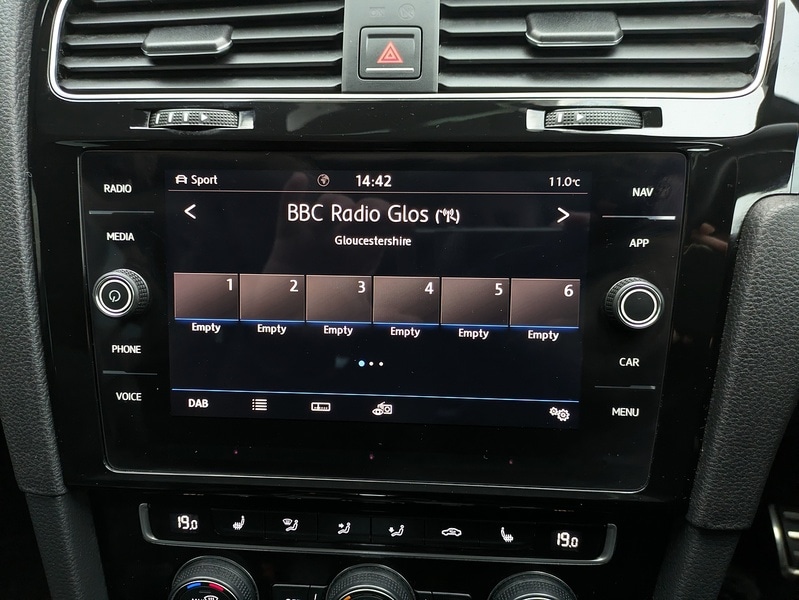 RADIO
MEDIA
PHONE
VOICE
Sport 14:42 11.0°C
BBC Radio Glos
Gloucestershire
1 2 3 4 5 6
Empty Empty Empty Empty Empty Empty
DAB
NAV
APP
CAR
MENU
19.0 19.0